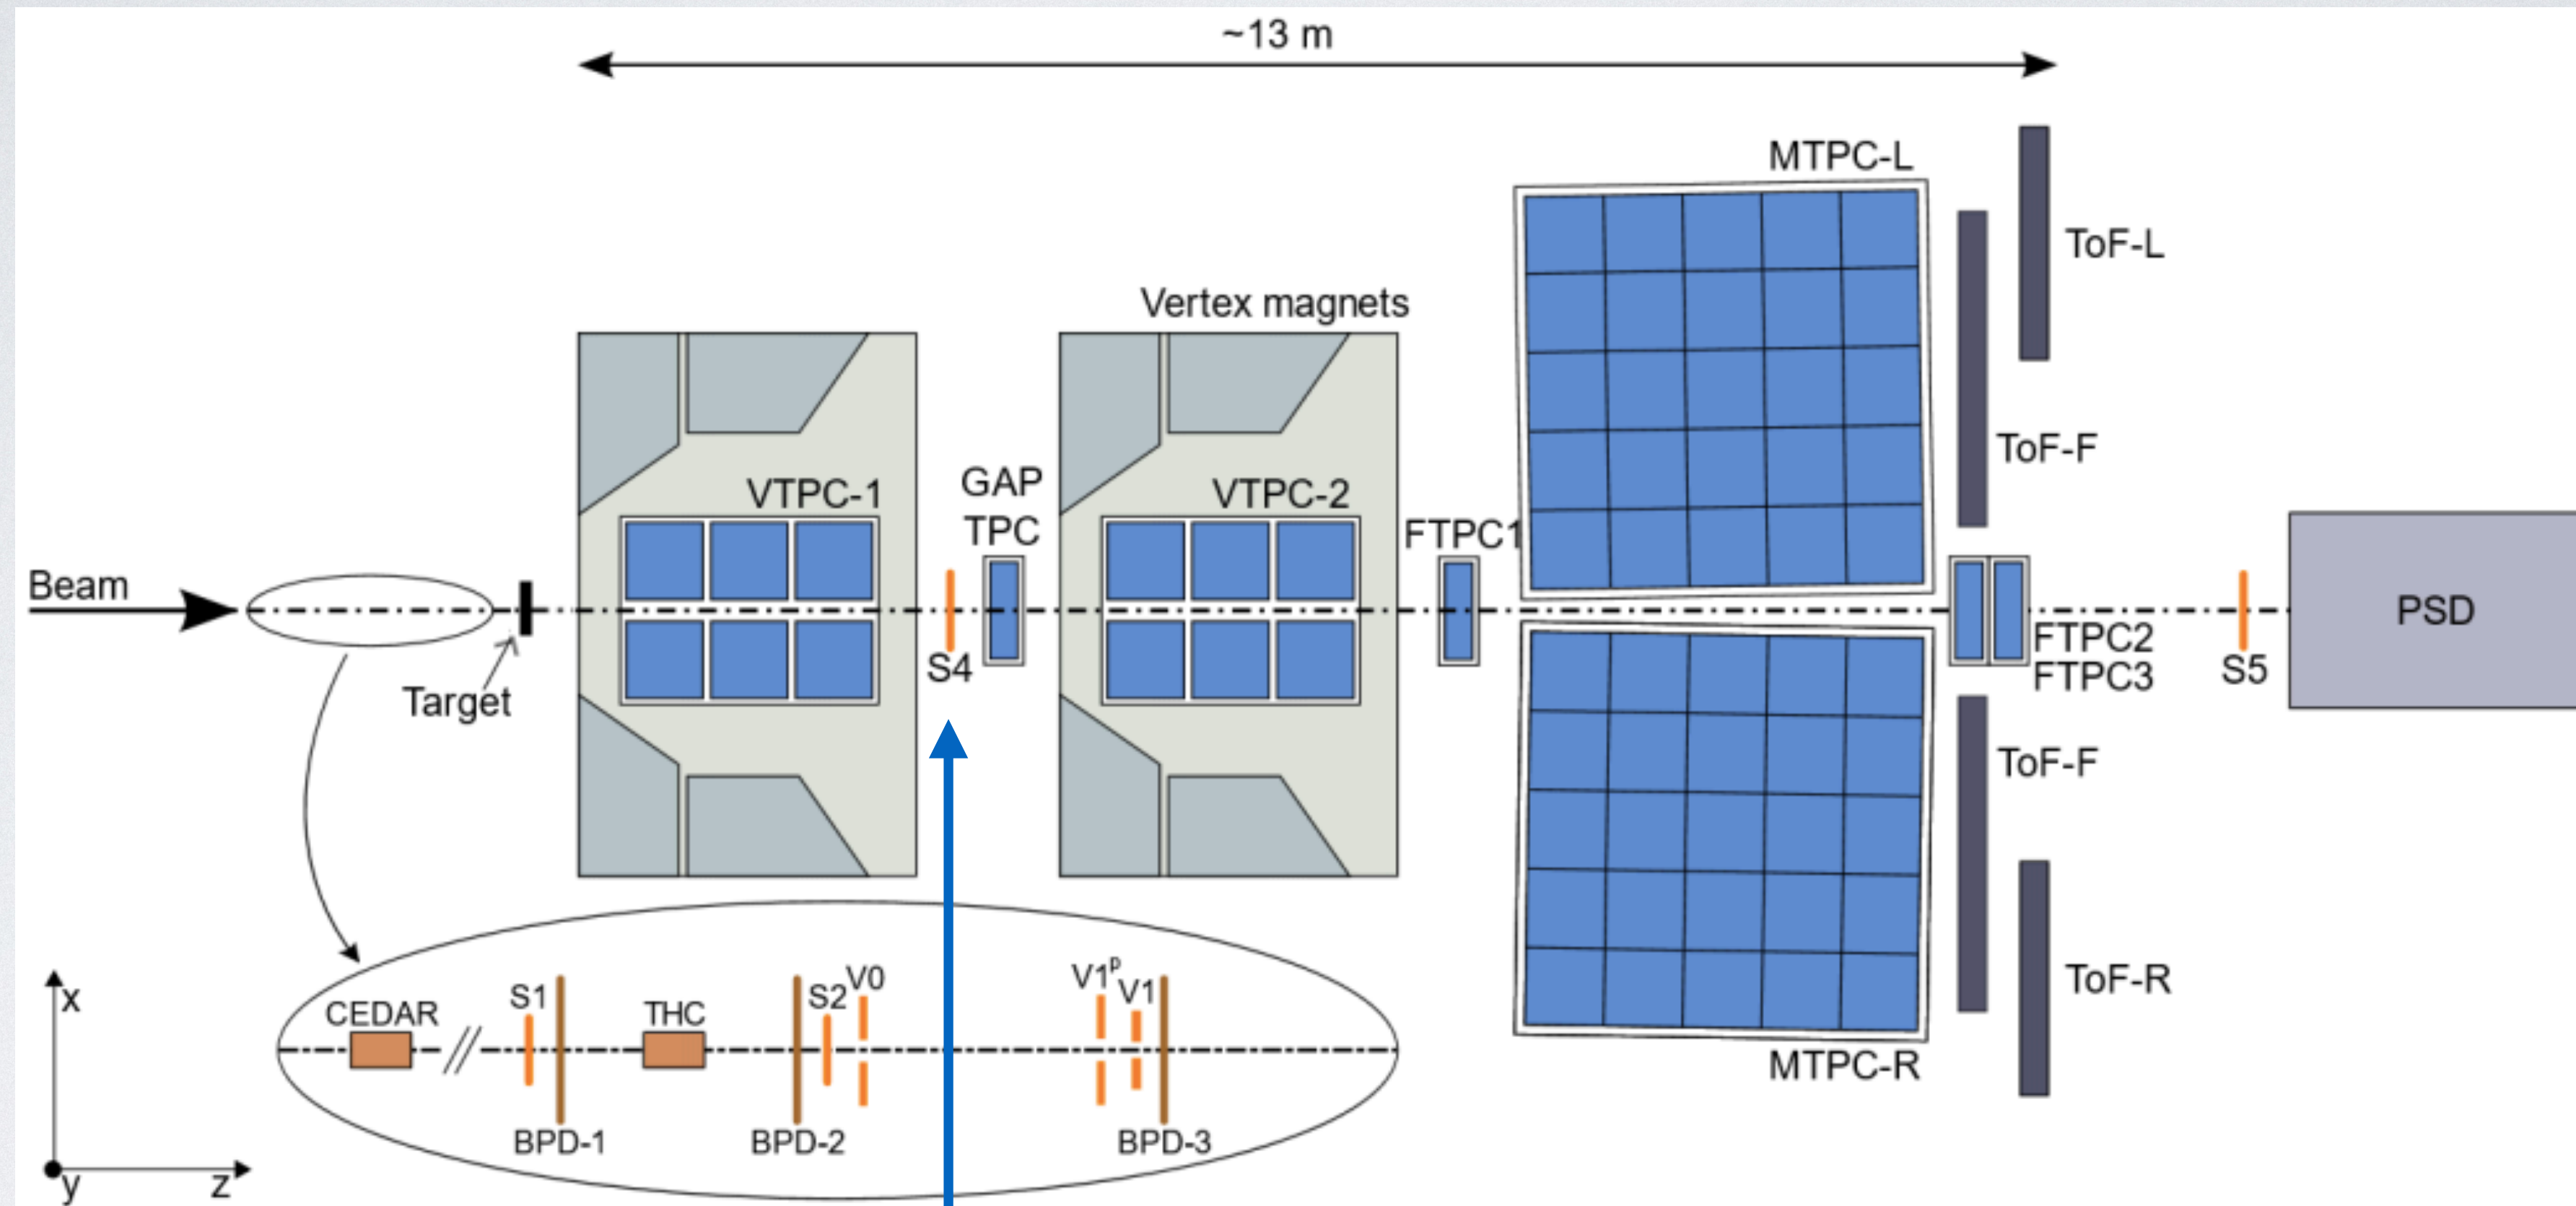 ~13 m
MTPC-L
ToF-L
Vertex magnets
ToF-F
GAP
TPC
VTPC-1
VTPC-2
FTPC1
Beam
Target
S4
FTPC2
FTPC3
S5
PSD
ToF-F
ToF-R
MTPC-R
x
y
z
CEDAR
S1
BPD-1
THC
BPD-2
S2
V0
V1ᵖ
V1
BPD-3